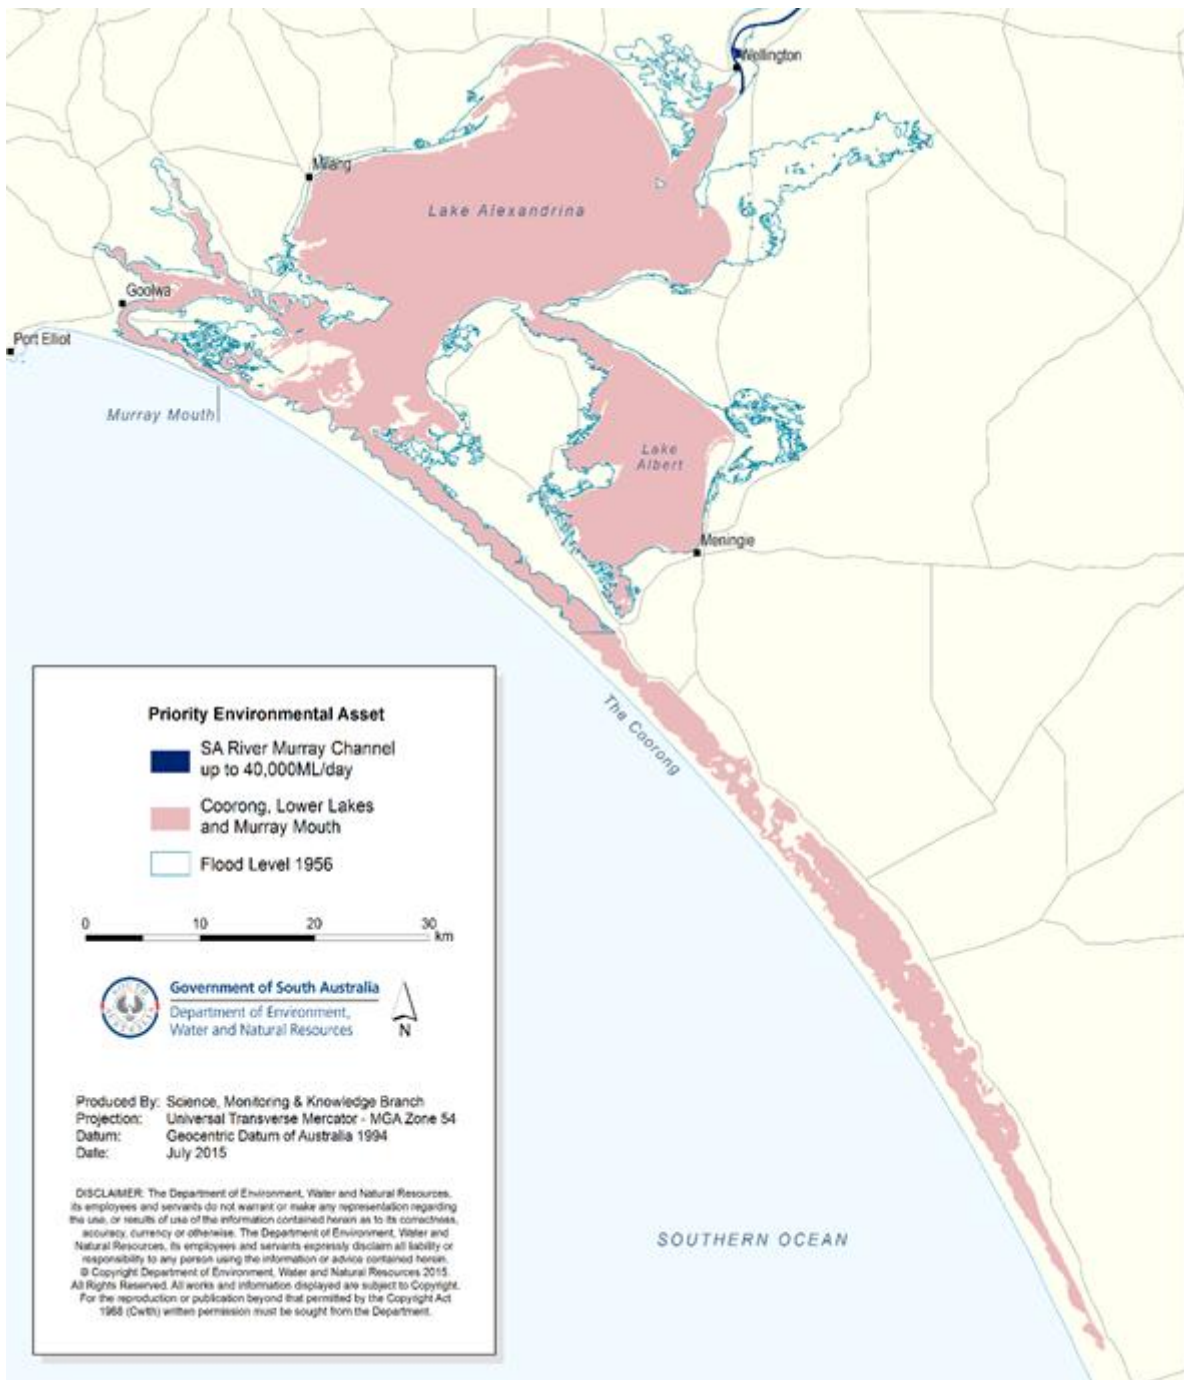 Wellington
Milang
Lake Alexandrina
Goolwa
Port Elliot
Murray Mouth
Lake
Albert
Meningie
The Coorong
Priority Environmental Asset
SA River Murray Channel
up to 40,000ML/day
Coorong, Lower Lakes
and Murray Mouth
Flood Level 1956
0 10 20 30
km
Government of South Australia
Department of Environment,
Water and Natural Resources
N
Produced By: Science, Monitoring & Knowledge Branch
Projection: Universal Transverse Mercator - MGA Zone 54
Datum: Geocentric Datum of Australia 1994
Date: July 2015
DISCLAIMER: The Department of Environment, Water and Natural Resources,
its employees and servants do not warrant or make any representation regarding
the use, or results of use of the information contained herein as to its correctness,
accuracy, currency or otherwise. The Department of Environment, Water and
Natural Resources, its employees and servants expressly disclaim all liability or
responsibility to any person using the information or advice contained herein.
© Copyright Department of Environment, Water and Natural Resources 2015.
All Rights Reserved. All works and information displayed are subject to Copyright.
For the reproduction or publication beyond that permitted by the Copyright Act
1968 (Cwlth) written permission must be sought from the Department.
SOUTHERN OCEAN